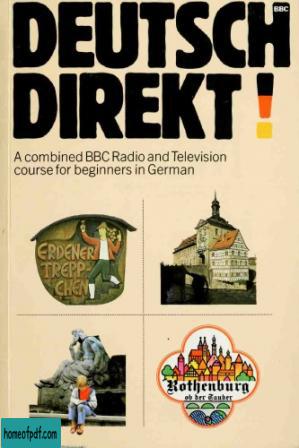 BBC
DEUTSCH
DIREKT!
A combined BBC Radio and Television
course for beginners in German
ERDENER
TREPP-
CHEN
Rothenburg
ob der Tauber
homeofpdf.com